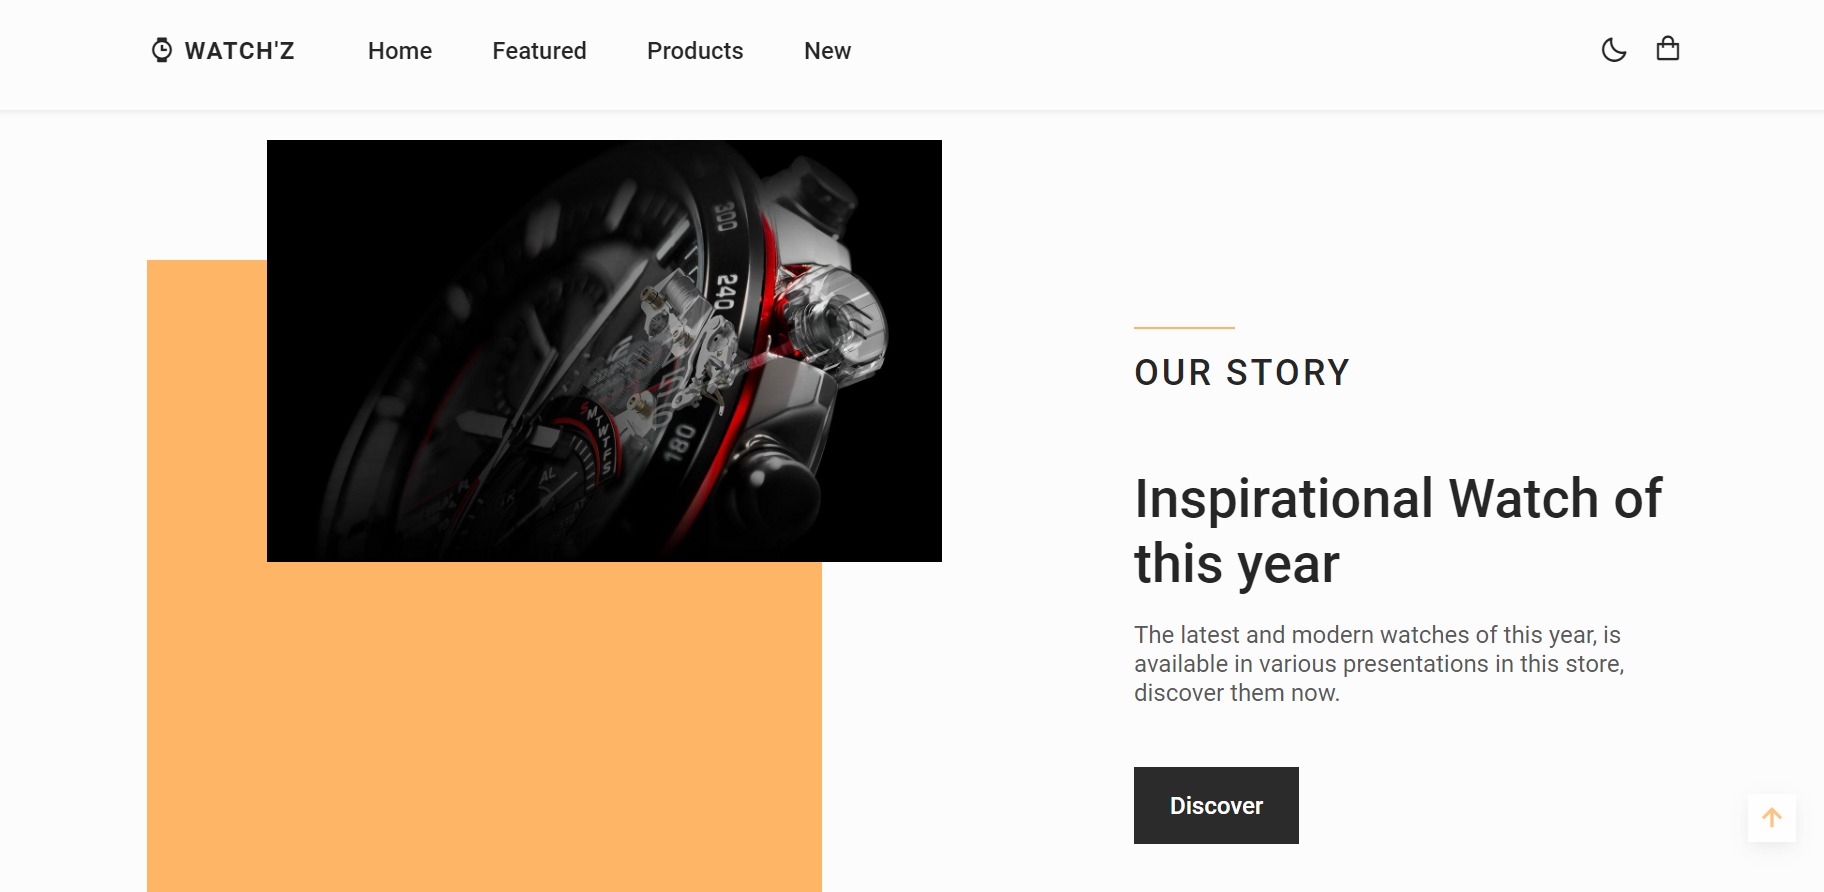 WATCH'Z Home Featured Products New
300
240
180
S M T W T F S
OUR STORY
Inspirational Watch of
this year
The latest and modern watches of this year, is
available in various presentations in this store,
discover them now.
Discover